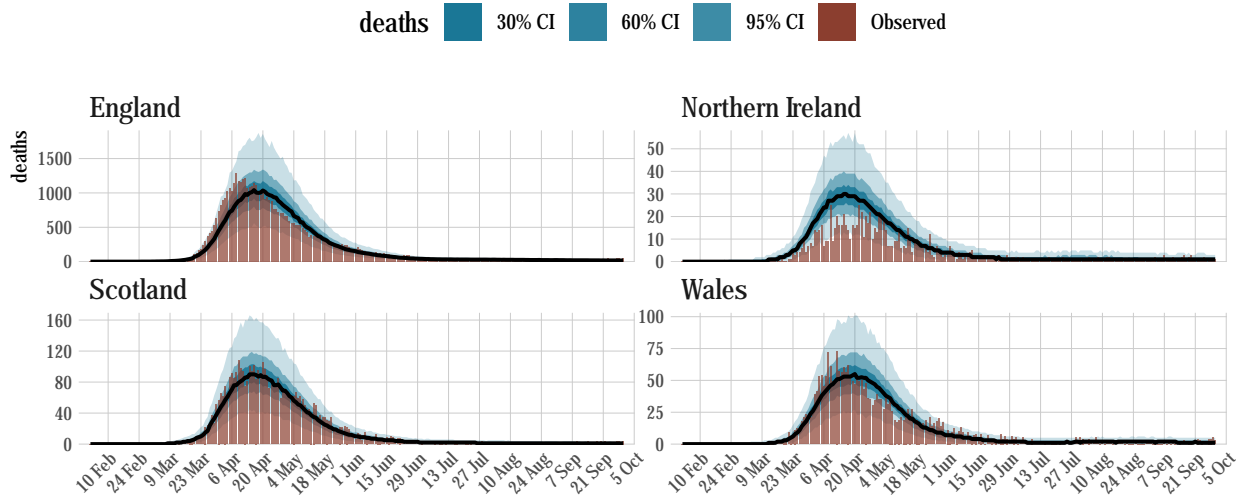 deaths 30% CI 60% CI 95% CI Observed
England
deaths
1500
1000
500
0
Northern Ireland
50
40
30
20
10
0
Scotland
160
120
80
40
0
Wales
100
75
50
25
0
10 Feb 24 Feb 9 Mar 23 Mar 6 Apr 20 Apr 4 May 18 May 1 Jun 15 Jun 29 Jun 13 Jul 27 Jul 10 Aug 24 Aug 7 Sep 21 Sep 5 Oct
10 Feb 24 Feb 9 Mar 23 Mar 6 Apr 20 Apr 4 May 18 May 1 Jun 15 Jun 29 Jun 13 Jul 27 Jul 10 Aug 24 Aug 7 Sep 21 Sep 5 Oct